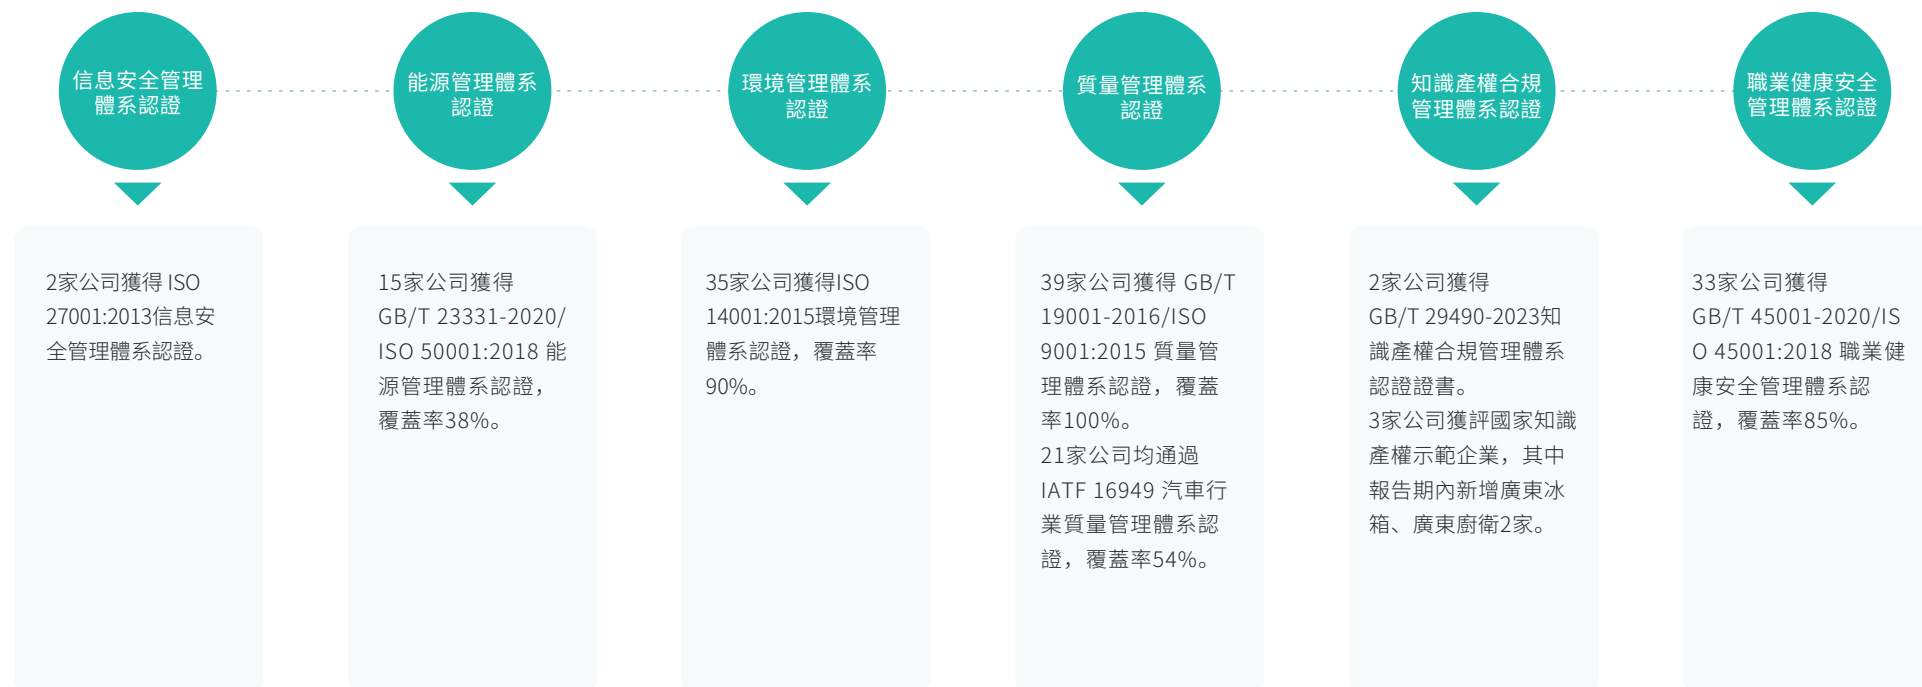 信息安全管理
體系認證
能源管理體系
認證
環境管理體系
認證
質量管理體系
認證
知識產權合規
管理體系認證
職業健康安全
管理體系認證
2家公司獲得 ISO
27001:2013信息安
全管理體系認證。
15家公司獲得
GB/T 23331-2020/
ISO 50001:2018 能
源管理體系認證，
覆蓋率38%。
35家公司獲得ISO
14001:2015環境管理
體系認證，覆蓋率
90%。
39家公司獲得 GB/T
19001-2016/ISO
9001:2015 質量管
理體系認證，覆蓋
率100%。
21家公司均通過
IATF 16949 汽車行
業質量管理體系認
證，覆蓋率54%。
2家公司獲得
GB/T 29490-2023知
識產權合規管理體系
認證證書。
3家公司獲評國家知識
產權示範企業，其中
報告期內新增廣東冰
箱、廣東廚衛2家。
33家公司獲得
GB/T 45001-2020/IS
O 45001:2018 職業健
康安全管理體系認
證，覆蓋率85%。